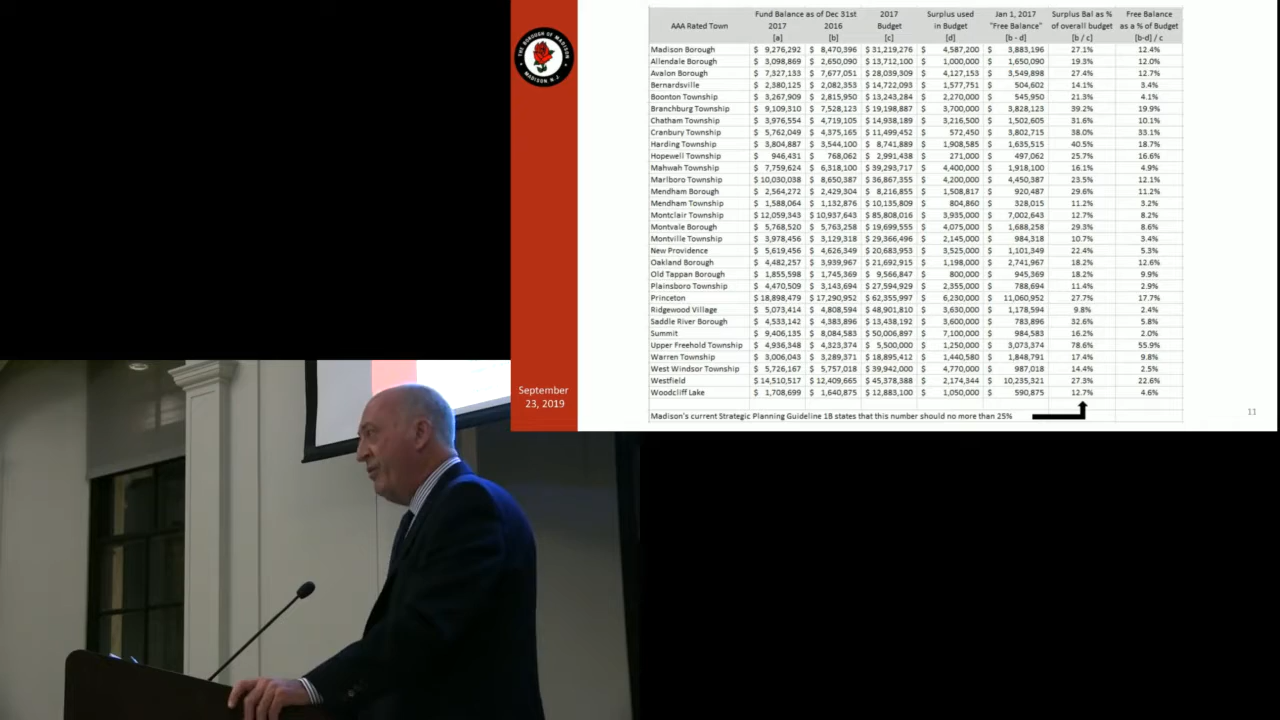 THE BOROUGH OF MADISON
MADISON N.J.
September
23, 2019
Fund Balance as of Dec 31st 2017 Surplus used Jan 1, 2017 Surplus Bal as % Free Balance
AAA Rated Town 2017 2016 Budget in Budget "Free Balance" of overall budget as a % of Budget
[a] [b] [c] [d] [b - d] [b / c] [b-d] / c
Madison Borough $ 9,276,292 $ 8,470,396 $ 31,219,276 $ 4,587,200 $ 3,883,196 27.1% 12.4%
Allendale Borough $ 3,098,869 $ 2,650,090 $ 13,712,100 $ 1,000,000 $ 1,650,090 19.3% 12.0%
Avalon Borough $ 7,327,133 $ 7,677,051 $ 28,039,309 $ 4,127,153 $ 3,549,898 27.4% 12.7%
Bernardsville $ 2,380,125 $ 2,082,353 $ 14,722,093 $ 1,577,751 $ 504,602 14.1% 3.4%
Boonton Township $ 3,267,909 $ 2,815,950 $ 13,243,284 $ 2,270,000 $ 545,950 21.3% 4.1%
Branchburg Township $ 9,109,310 $ 7,528,123 $ 19,198,887 $ 3,700,000 $ 3,828,123 39.2% 19.9%
Chatham Township $ 3,976,554 $ 4,719,105 $ 14,938,189 $ 3,216,500 $ 1,502,605 31.6% 10.1%
Cranbury Township $ 5,762,049 $ 4,375,165 $ 11,499,452 $ 572,450 $ 3,802,715 38.0% 33.1%
Harding Township $ 3,804,887 $ 3,544,100 $ 8,741,889 $ 1,908,585 $ 1,635,515 40.5% 18.7%
Hopewell Township $ 946,431 $ 768,062 $ 2,991,438 $ 271,000 $ 497,062 25.7% 16.6%
Mahwah Township $ 7,759,624 $ 6,318,100 $ 39,293,717 $ 4,400,000 $ 1,918,100 16.1% 4.9%
Marlboro Township $ 10,030,038 $ 8,650,387 $ 36,867,355 $ 4,200,000 $ 4,450,387 23.5% 12.1%
Mendham Borough $ 2,564,272 $ 2,429,304 $ 8,216,855 $ 1,508,817 $ 920,487 29.6% 11.2%
Mendham Township $ 1,588,064 $ 1,132,876 $ 10,135,809 $ 804,860 $ 328,015 11.2% 3.2%
Montclair Township $ 12,059,343 $ 10,937,643 $ 85,808,016 $ 3,935,000 $ 7,002,643 12.7% 8.2%
Montvale Borough $ 5,768,520 $ 5,763,258 $ 19,699,555 $ 4,075,000 $ 1,688,258 29.3% 8.6%
Montville Township $ 3,978,456 $ 3,129,318 $ 29,366,496 $ 2,145,000 $ 984,318 10.7% 3.4%
New Providence $ 5,619,456 $ 4,626,349 $ 20,683,953 $ 3,525,000 $ 1,101,349 22.4% 5.3%
Oakland Borough $ 4,482,257 $ 3,939,967 $ 21,692,915 $ 1,198,000 $ 2,741,967 18.2% 12.6%
Old Tappan Borough $ 1,855,598 $ 1,745,369 $ 9,566,847 $ 800,000 $ 945,369 18.2% 9.9%
Plainsboro Township $ 4,470,509 $ 3,143,694 $ 27,594,929 $ 2,355,000 $ 788,694 11.4% 2.9%
Princeton $ 18,898,479 $ 17,290,952 $ 62,355,997 $ 6,230,000 $ 11,060,952 27.7% 17.7%
Ridgewood Village $ 5,073,414 $ 4,808,594 $ 48,901,810 $ 3,630,000 $ 1,178,594 9.8% 2.4%
Saddle River Borough $ 4,533,142 $ 4,383,896 $ 13,438,192 $ 3,600,000 $ 783,896 32.6% 5.8%
Summit $ 9,406,135 $ 8,084,583 $ 50,006,897 $ 7,100,000 $ 984,583 16.2% 2.0%
Upper Freehold Township $ 4,936,348 $ 4,323,374 $ 5,500,000 $ 1,250,000 $ 3,073,374 78.6% 55.9%
Warren Township $ 3,006,043 $ 3,289,371 $ 18,895,412 $ 1,440,580 $ 1,848,791 17.4% 9.8%
West Windsor Township $ 5,726,167 $ 5,757,018 $ 39,942,000 $ 4,770,000 $ 987,018 14.4% 2.5%
Westfield $ 14,510,517 $ 12,409,665 $ 45,378,388 $ 2,174,344 $ 10,235,321 27.3% 22.6%
Woodcliff Lake $ 1,708,699 $ 1,640,875 $ 12,883,100 $ 1,050,000 $ 590,875 12.7% 4.6%
Madison's current Strategic Planning Guideline 1B states that this number should no more than 25%
11